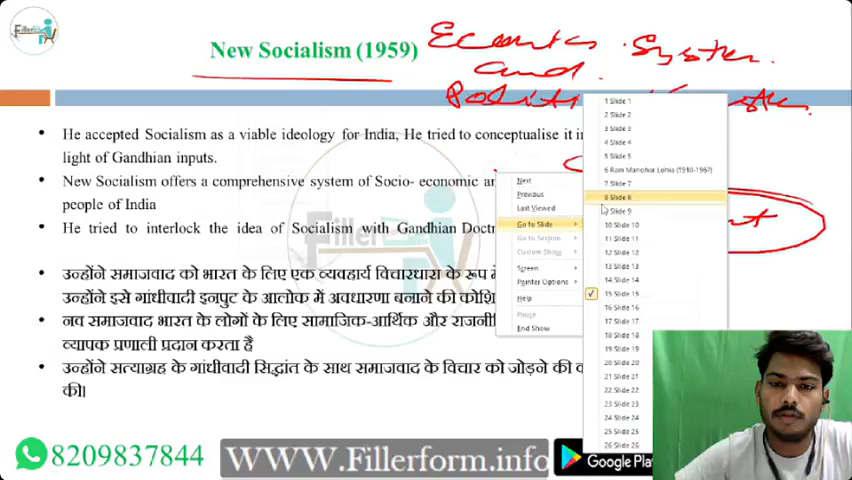 Fillerform
New Socialism (1959)
Economic System
and
He accepted Socialism as a viable ideology for India, He tried to conceptualise it in
light of Gandhian inputs.
New Socialism offers a comprehensive system of Socio- economic an
people of India
He tried to interlock the idea of Socialism with Gandhian Doct
उन्होंने समाजवाद को भारत के लिए एक व्यवहार्य विचारधारा के रूप में
उन्होंने इसे गांधीवादी इनपुट के आलोक में अवधारणा बनाने की कोशि
नव समाजवाद भारत के लोगों के लिए सामाजिक-आर्थिक और राजनी
व्यापक प्रणाली प्रदान करता है
उन्होंने सत्याग्रह के गांधीवादी सिद्धांत के साथ समाजवाद के विचार को जोड़ने की क
की।
Next
Previous
Last Viewed
Go to Slide
Go to Section
Custom Show
Screen
Pointer Options
Help
Pause
End Show
1 Slide 1
2 Slide 2
3 Slide 3
4 Slide 4
5 Slide 5
6 Ram Manohar Lohia (1910-1967)
7 Slide 7
8 Slide 8
9 Slide 9
10 Slide 10
11 Slide 11
12 Slide 12
13 Slide 13
14 Slide 14
15 Slide 15
16 Slide 16
17 Slide 17
18 Slide 18
19 Slide 19
20 Slide 20
21 Slide 21
22 Slide 22
23 Slide 23
24 Slide 24
25 Slide 25
26 Slide 26
8209837844
WWW.Fillerform.info
Google Pla